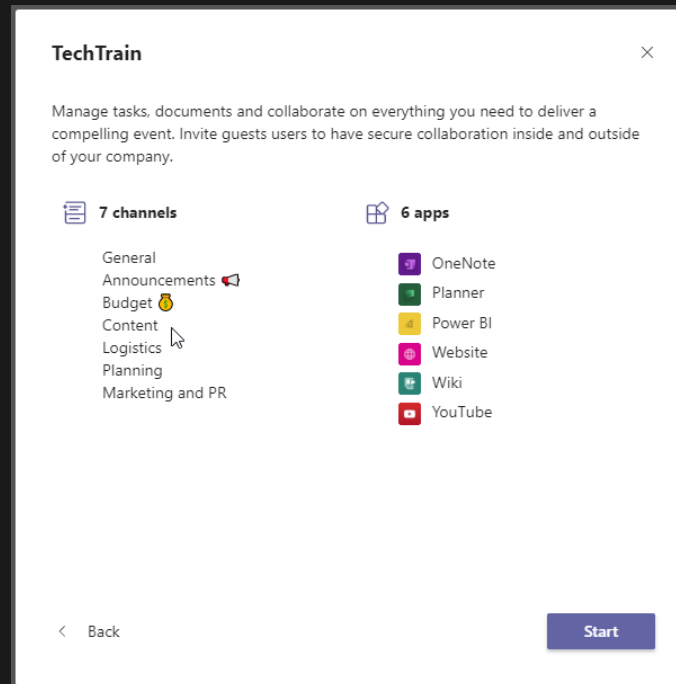 TechTrain
Manage tasks, documents and collaborate on everything you need to deliver a
compelling event. Invite guests users to have secure collaboration inside and outside
of your company.
7 channels
General
Announcements 📢
Budget 💰
Content
Logistics
Planning
Marketing and PR
6 apps
OneNote
Planner
Power BI
Website
Wiki
YouTube
Back
Start